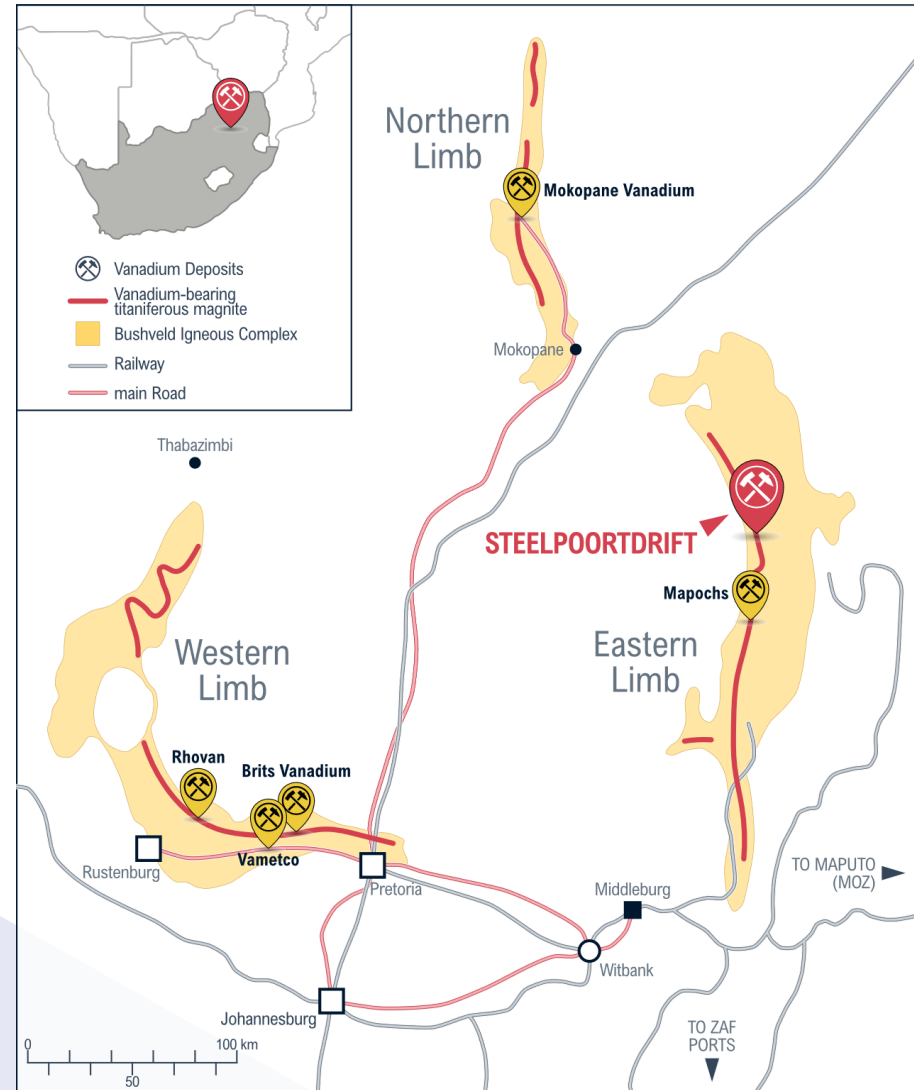 Vanadium Deposits
Vanadium-bearing
titaniferous magnite
Bushveld Igneous Complex
Railway
main Road
Northern
Limb
Mokopane Vanadium
Mokopane
Thabazimbi
STEELPOORTDRIFT
Mapochs
Western
Limb
Eastern
Limb
Rhovan
Brits Vanadium
Vametco
Rustenburg
Pretoria
Middleburg
TO MAPUTO
(MOZ)
Witbank
Johannesburg
TO ZAF
PORTS
0
100 km
50